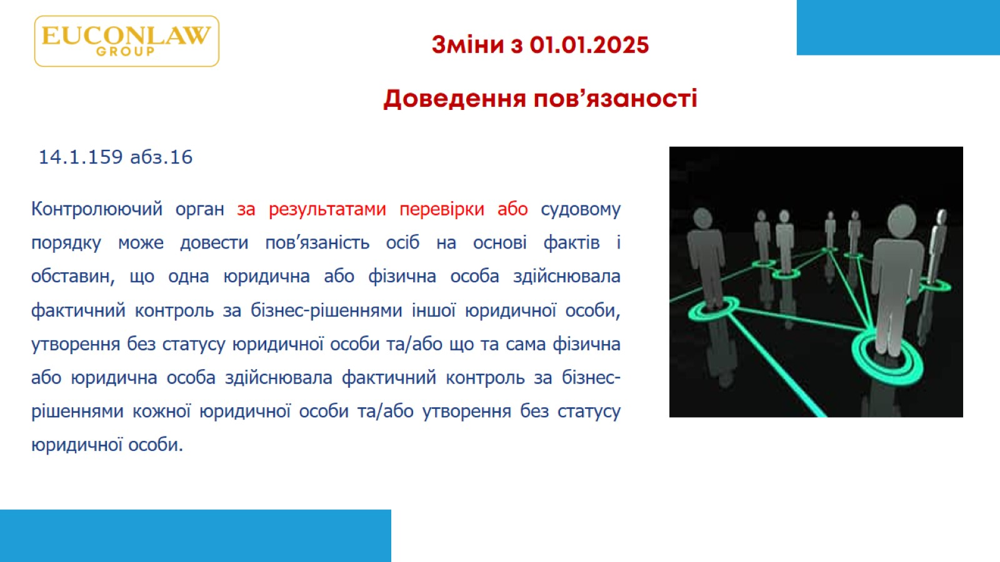 EUCONLAW
GROUP
Зміни з 01.01.2025
Доведення пов’язаності
14.1.159 абз.16
Контролюючий орган за результатами перевірки або судовому
порядку може довести пов’язаність осіб на основі фактів і
обставин, що одна юридична або фізична особа здійснювала
фактичний контроль за бізнес-рішеннями іншої юридичної особи,
утворення без статусу юридичної особи та/або що та сама фізична
або юридична особа здійснювала фактичний контроль за бізнес-
рішеннями кожної юридичної особи та/або утворення без статусу
юридичної особи.